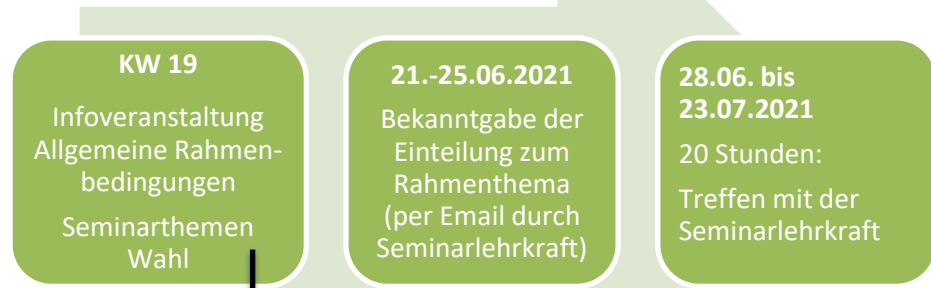 KW 19
Infoveranstaltung
Allgemeine Rahmen-
bedingungen
Seminarthemen
Wahl
21.-25.06.2021
Bekanntgabe der
Einteilung zum
Rahmenthema
(per Email durch
Seminarlehrkraft)
28.06. bis
23.07.2021
20 Stunden:
Treffen mit der
Seminarlehrkraft